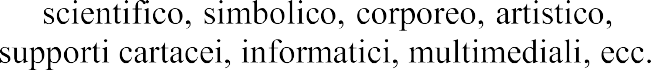 scientifico, simbolico, corporeo, artistico,
supporti cartacei, informatici, multimediali, ecc.